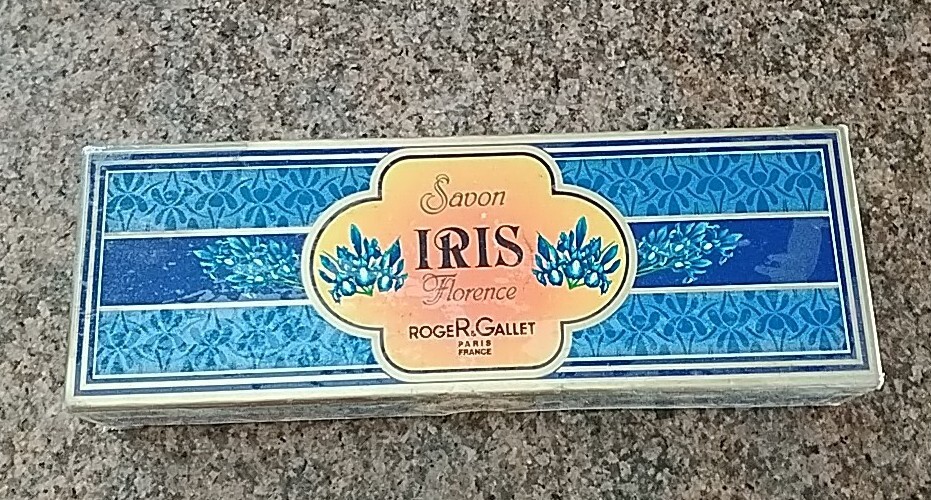 Savon
IRIS
Florence
ROGER & GALLET
PARIS
FRANCE